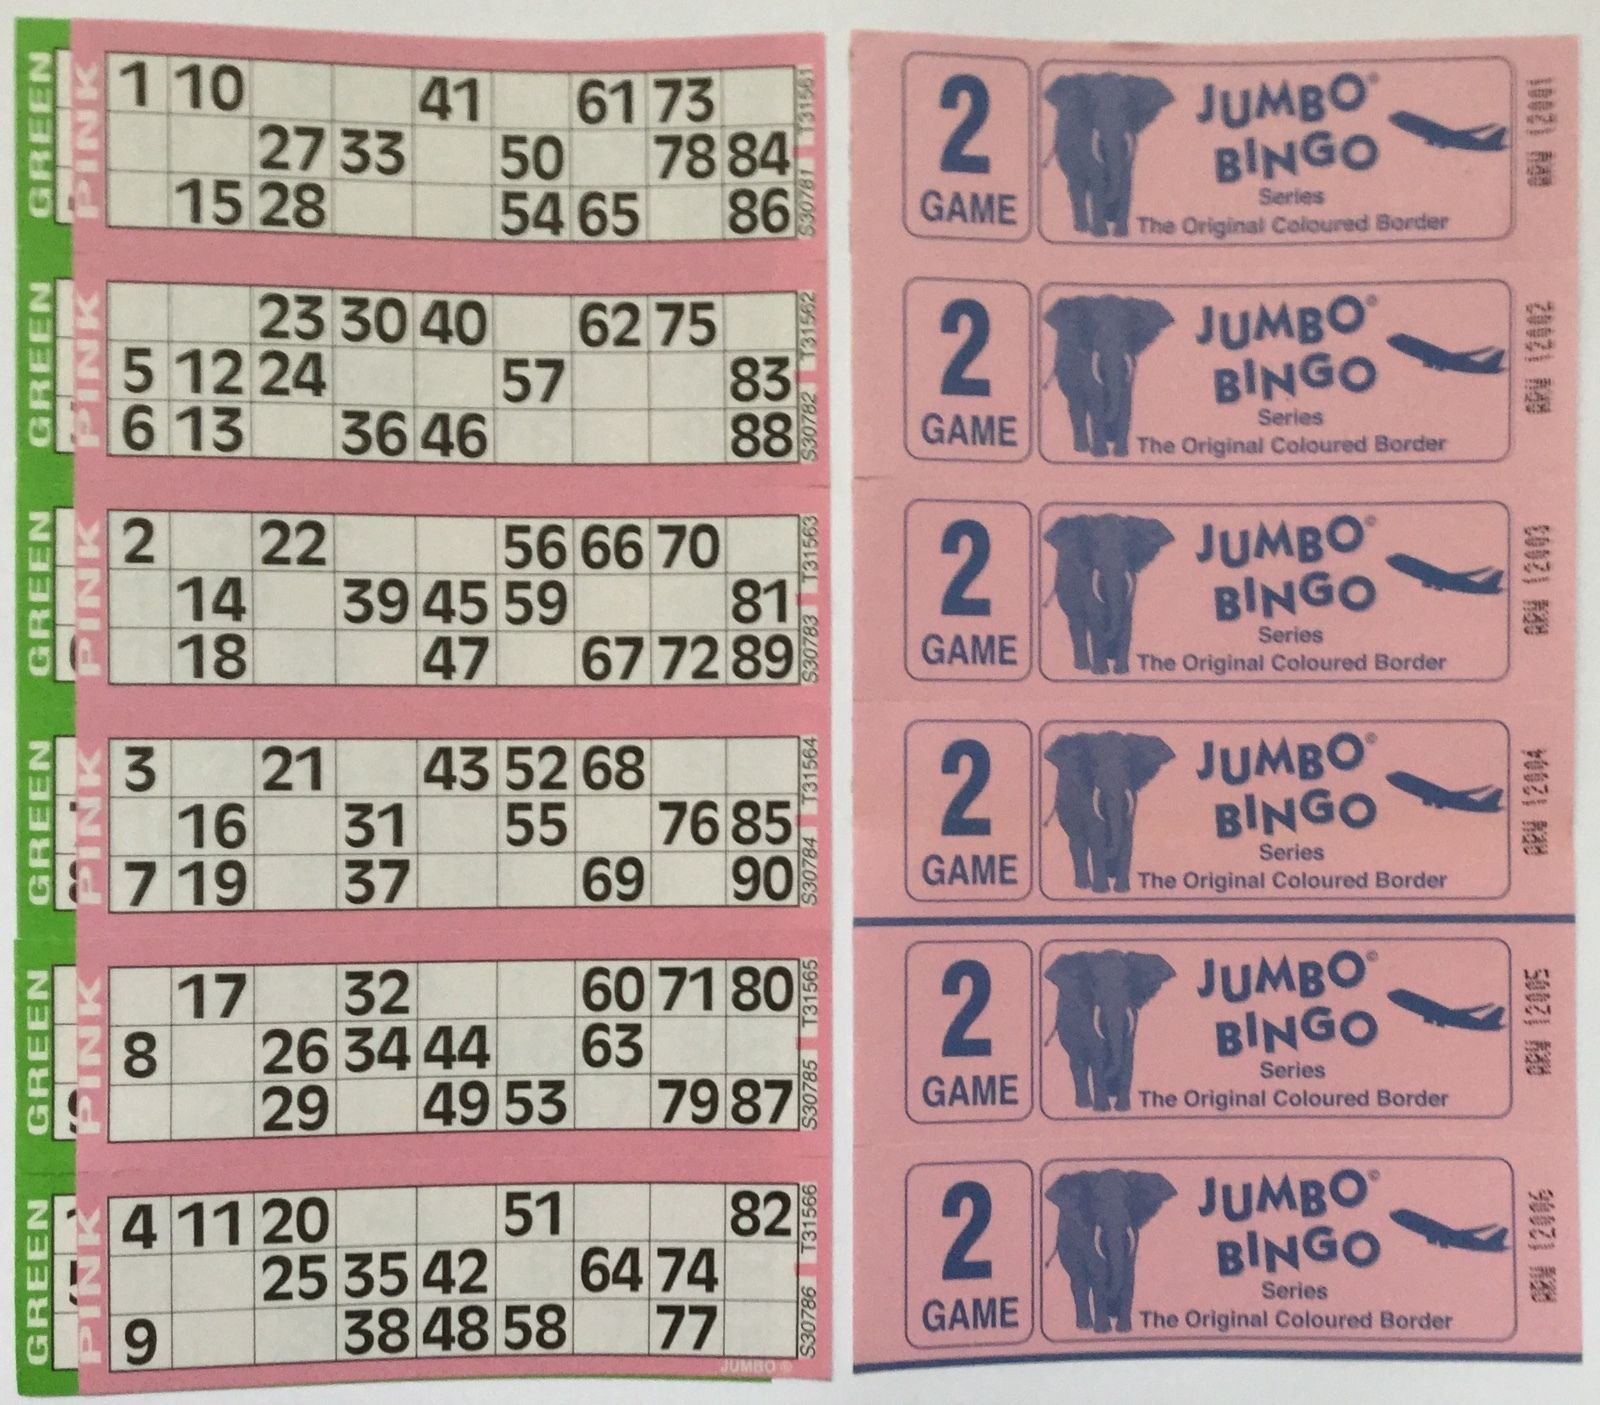 GREEN
PINK
1 10 41 61 73
27 33 50 78 84
15 28 54 65 86
S30781 T31561
GREEN
PINK
23 30 40 62 75
5 12 24 57 83
6 13 36 46 88
S30782 T31562
GREEN
PINK
2 22 56 66 70
14 39 45 59 81
18 47 67 72 89
S30783 T31563
GREEN
PINK
3 21 43 52 68
16 31 55 76 85
7 19 37 69 90
S30784 T31564
GREEN
PINK
17 32 60 71 80
8 26 34 44 63
29 49 53 79 87
S30785 T31565
GREEN
PINK
4 11 20 51 82
25 35 42 64 74
9 38 48 58 77
S30786 T31566
JUMBO ©
2
GAME
JUMBO©
BINGO
Series
The Original Coloured Border
12001
2
GAME
JUMBO©
BINGO
Series
The Original Coloured Border
12002
2
GAME
JUMBO©
BINGO
Series
The Original Coloured Border
12003
2
GAME
JUMBO©
BINGO
Series
The Original Coloured Border
12004
2
GAME
JUMBO©
BINGO
Series
The Original Coloured Border
12005
2
GAME
JUMBO©
BINGO
Series
The Original Coloured Border
12006